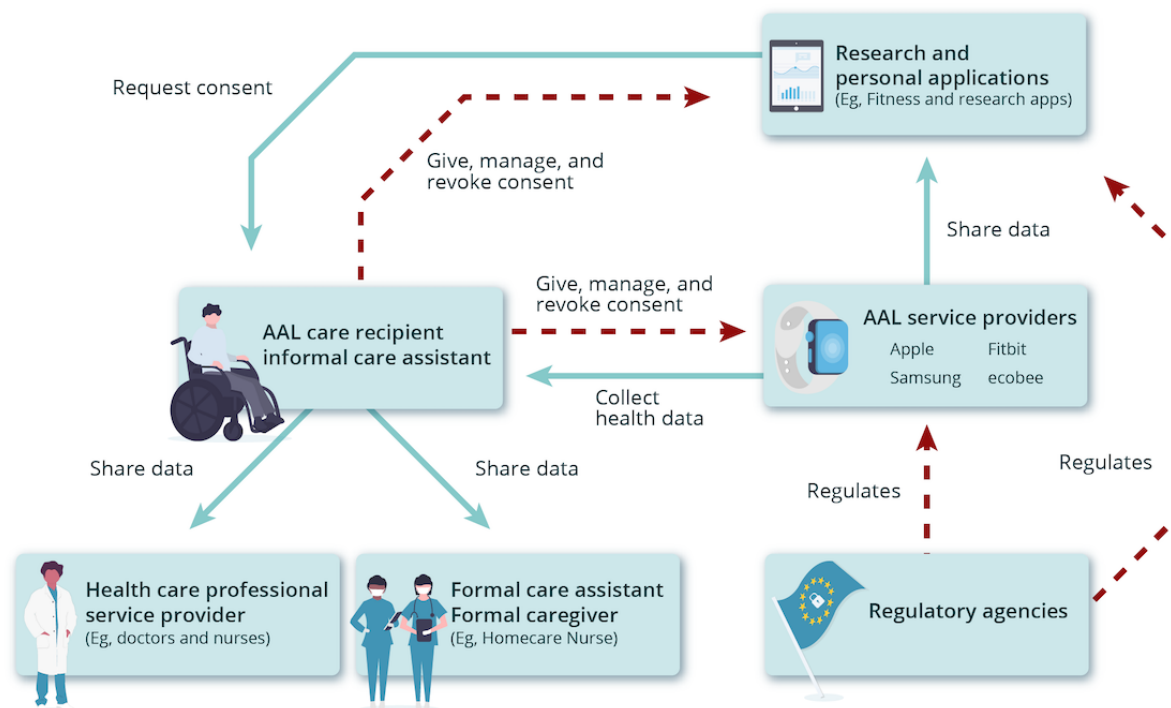 Research and
personal applications
(Eg, Fitness and research apps)
Request consent
Give, manage, and
revoke consent
Share data
Give, manage, and
revoke consent
AAL care recipient
informal care assistant
AAL service providers
Apple
Fitbit
Samsung
ecobee
Collect
health data
Share data
Share data
Regulates
Regulates
Health care professional
service provider
(Eg, doctors and nurses)
Formal care assistant
Formal caregiver
(Eg, Homecare Nurse)
Regulatory agencies